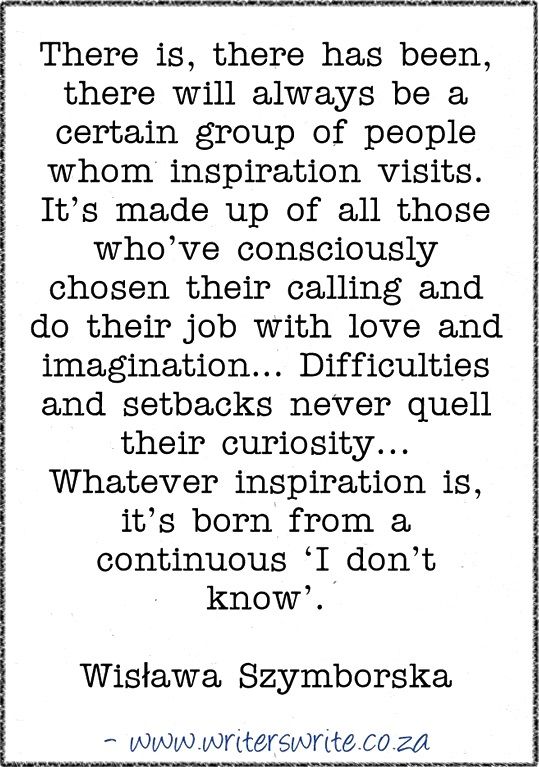 There is, there has been,
there will always be a
certain group of people
whom inspiration visits.
It’s made up of all those
who’ve consciously
chosen their calling and
do their job with love and
imagination... Difficulties
and setbacks never quell
their curiosity...
Whatever inspiration is,
it’s born from a
continuous ‘I don’t
know’.
Wisława Szymborska
- www.writerswrite.co.za